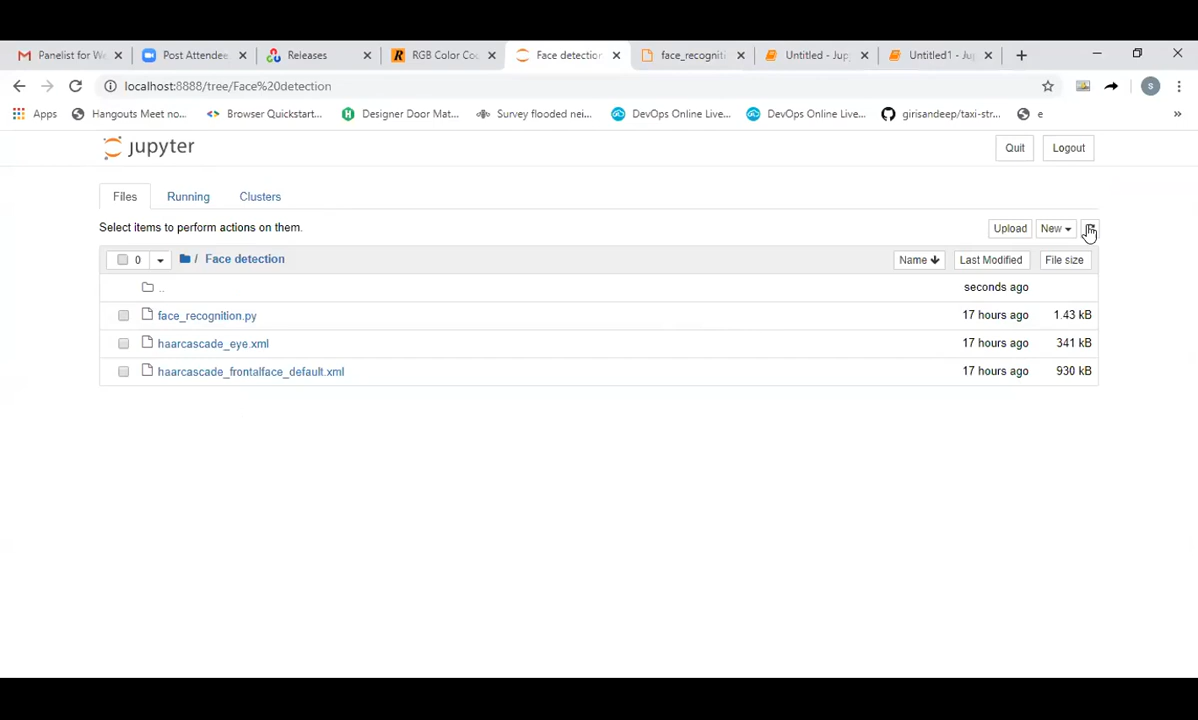 Panelist for We
Post Attendee
Releases
RGB Color Co
Face detection
face_recogniti
Untitled - Jup
Untitled1 - Ju
localhost:8888/tree/Face%20detection
S
Apps
Hangouts Meet no...
Browser Quickstart...
Designer Door Mat...
Survey flooded nei...
DevOps Online Live...
DevOps Online Live...
girisandeep/taxi-str...
e
»
jupyter
Quit
Logout
Files
Running
Clusters
Select items to perform actions on them.
Upload
New
0
/ Face detection
Name
Last Modified
File size
..
seconds ago
face_recognition.py
17 hours ago
1.43 kB
haarcascade_eye.xml
17 hours ago
341 kB
haarcascade_frontalface_default.xml
17 hours ago
930 kB